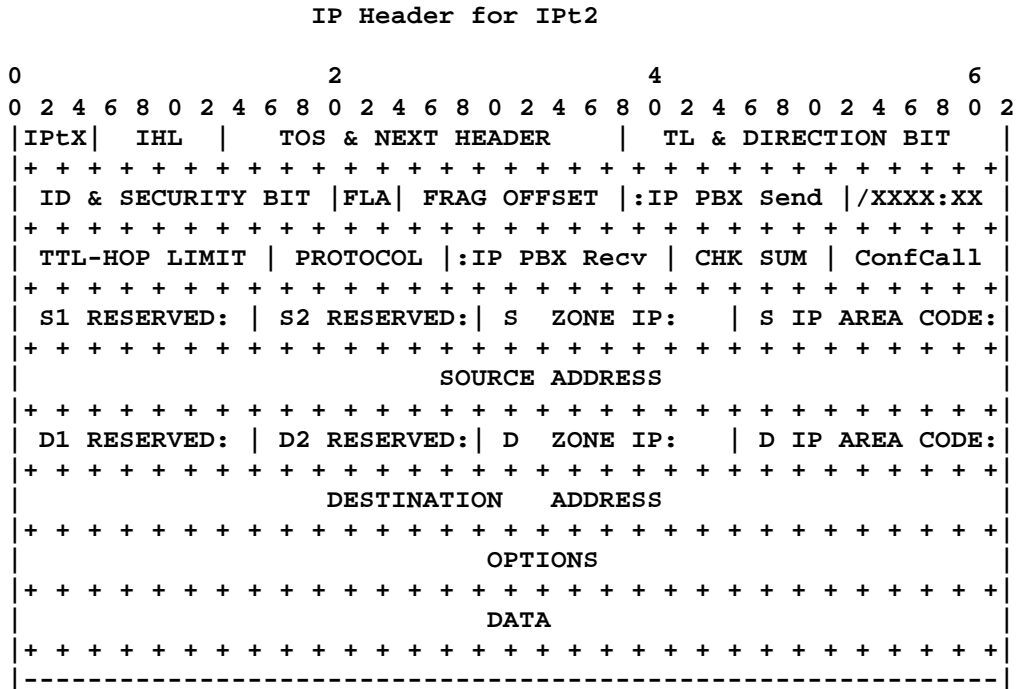 IP Header for IPt2
0                   2                   4                   6
0 2 4 6 8 0 2 4 6 8 0 2 4 6 8 0 2 4 6 8 0 2 4 6 8 0 2 4 6 8 0 2
|IPtX|  IHL  |   TOS & NEXT HEADER    |  TL & DIRECTION BIT   |
|+ + + + + + + + + + + + + + + + + + + + + + + + + + + + + + +|
| ID & SECURITY BIT |FLA| FRAG OFFSET |:IP PBX Send |/XXXX:XX |
|+ + + + + + + + + + + + + + + + + + + + + + + + + + + + + + +|
| TTL-HOP LIMIT | PROTOCOL |:IP PBX Recv | CHK SUM | ConfCall |
|+ + + + + + + + + + + + + + + + + + + + + + + + + + + + + + +|
| S1 RESERVED: | S2 RESERVED:| S  ZONE IP:   | S IP AREA CODE:|
|+ + + + + + + + + + + + + + + + + + + + + + + + + + + + + + +|
|                          SOURCE ADDRESS                     |
|+ + + + + + + + + + + + + + + + + + + + + + + + + + + + + + +|
| D1 RESERVED: | D2 RESERVED:| D  ZONE IP:   | D IP AREA CODE:|
|+ + + + + + + + + + + + + + + + + + + + + + + + + + + + + + +|
|                   DESTINATION   ADDRESS                     |
|+ + + + + + + + + + + + + + + + + + + + + + + + + + + + + + +|
|                             OPTIONS                         |
|+ + + + + + + + + + + + + + + + + + + + + + + + + + + + + + +|
|                             DATA                            |
|+ + + + + + + + + + + + + + + + + + + + + + + + + + + + + + +|
|-------------------------------------------------------------|